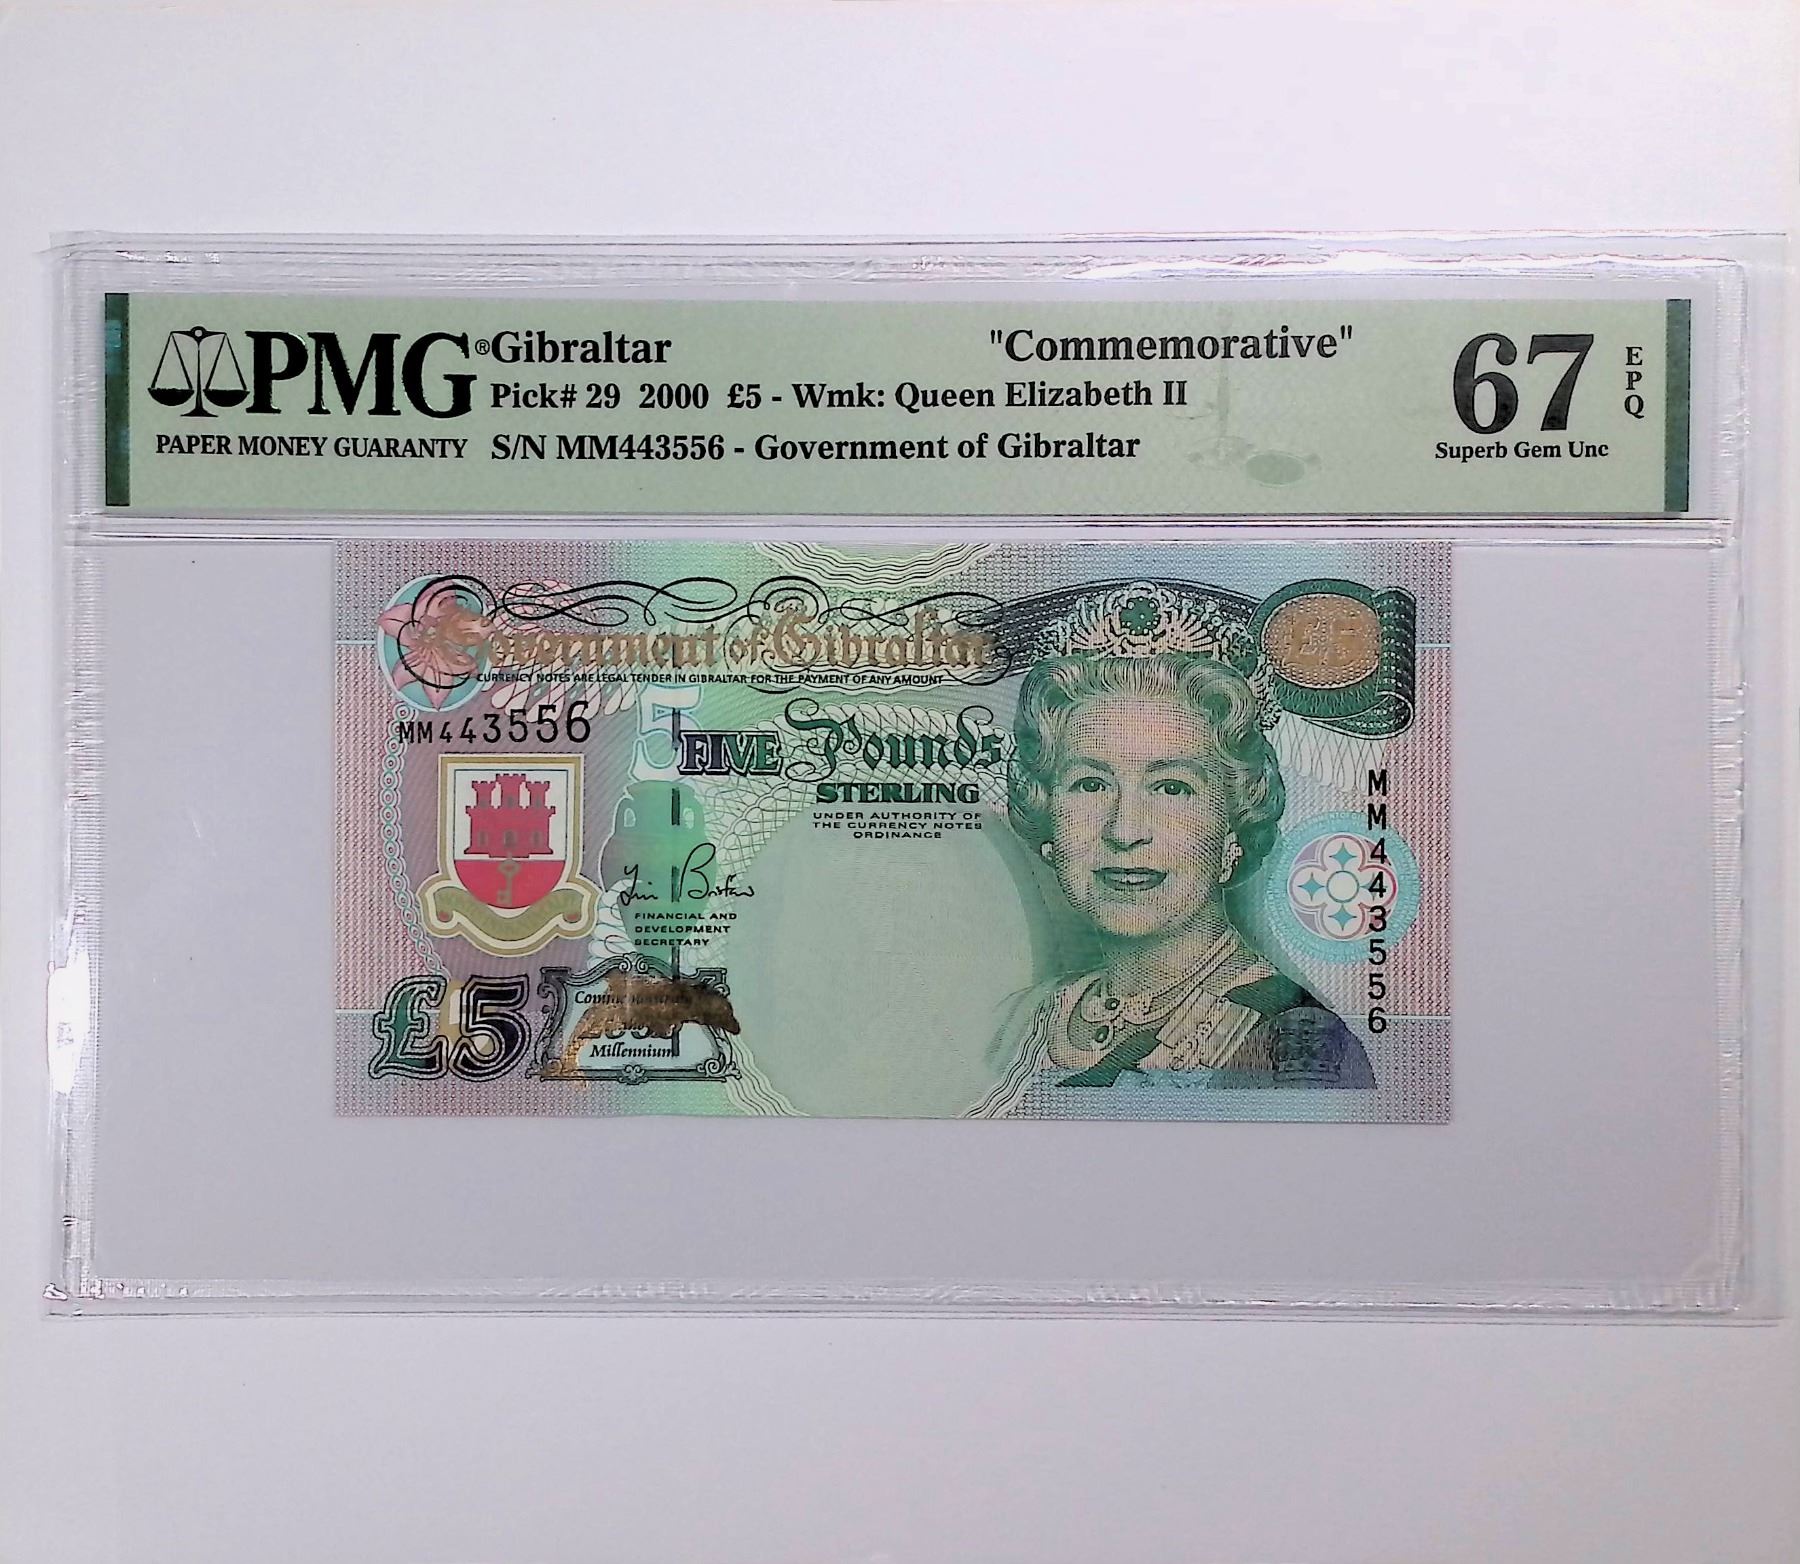 PMG® Gibraltar "Commemorative"
Pick# 29 2000 £5 - Wmk: Queen Elizabeth II
PAPER MONEY GUARANTY S/N MM443556 - Government of Gibraltar
67 EPQ
Superb Gem Unc
Government of Gibraltar
£5
CURRENCY NOTES ARE LEGAL TENDER IN GIBRALTAR FOR THE PAYMENT OF ANY AMOUNT
MM443556
5
FIVE Pounds
STERLING
UNDER AUTHORITY OF
THE CURRENCY NOTES
ORDINANCE
MM443556
FINANCIAL AND
DEVELOPMENT
SECRETARY
£5
Millennium